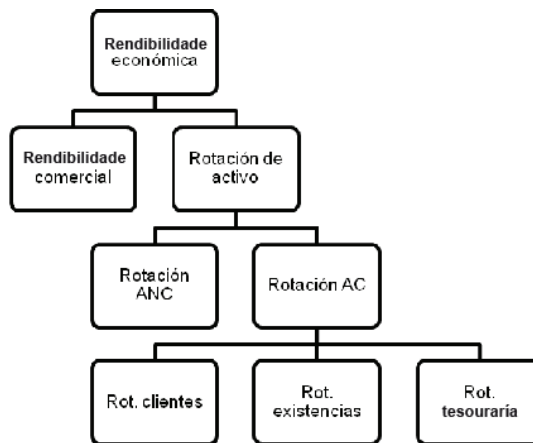 Rendibilidade
económica
Rendibilidade
comercial
Rotación de
activo
Rotación
ANC
Rotación AC
Rot. clientes
Rot.
existencias
Rot.
tesouraría